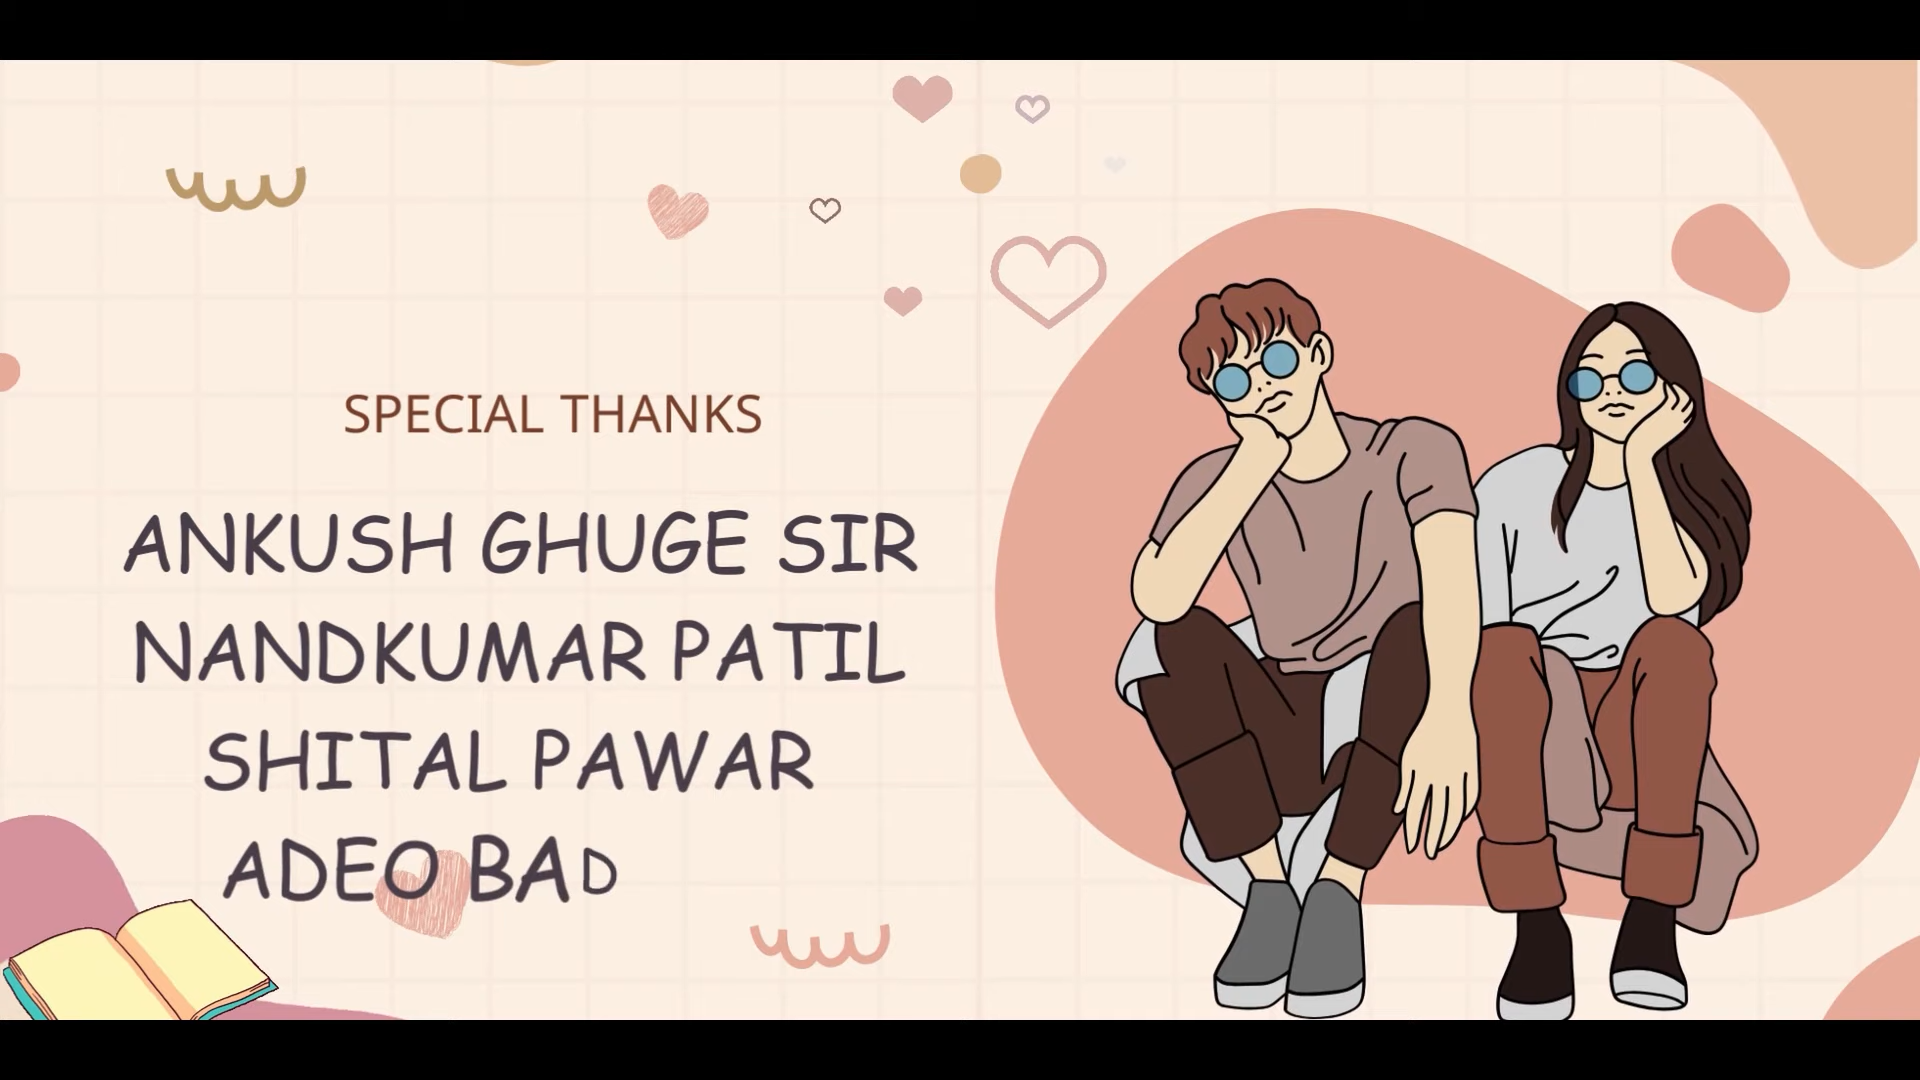 SPECIAL THANKS
ANKUSH GHUGE SIR
NANDKUMAR PATIL
SHITAL PAWAR
ADEO BAD